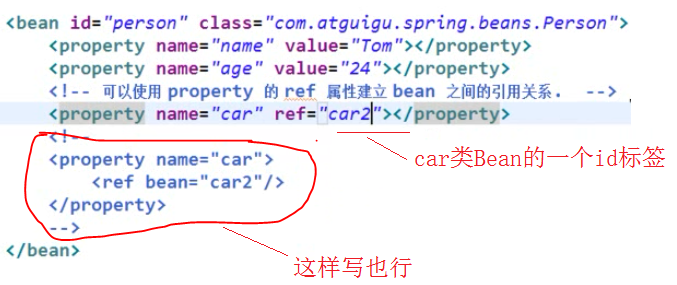 <bean id="person" class="com.atguigu.spring.beans.Person">
<property name="name" value="Tom"></property>
<property name="age" value="24"></property>
<!-- 可以使用 property 的 ref 属性建立 bean 之间的引用关系. -->
<property name="car" ref="car2"></property>
<!--
car类Bean的一个id标签
<property name="car">
<ref bean="car2"/>
</property>
-->
</bean>
这样写也行